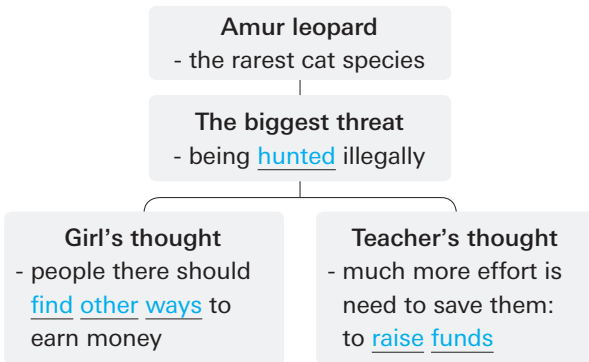 Amur leopard
- the rarest cat species
The biggest threat
- being hunted illegally
Girl's thought
- people there should
find other ways to
earn money
Teacher's thought
- much more effort is
need to save them:
to raise funds